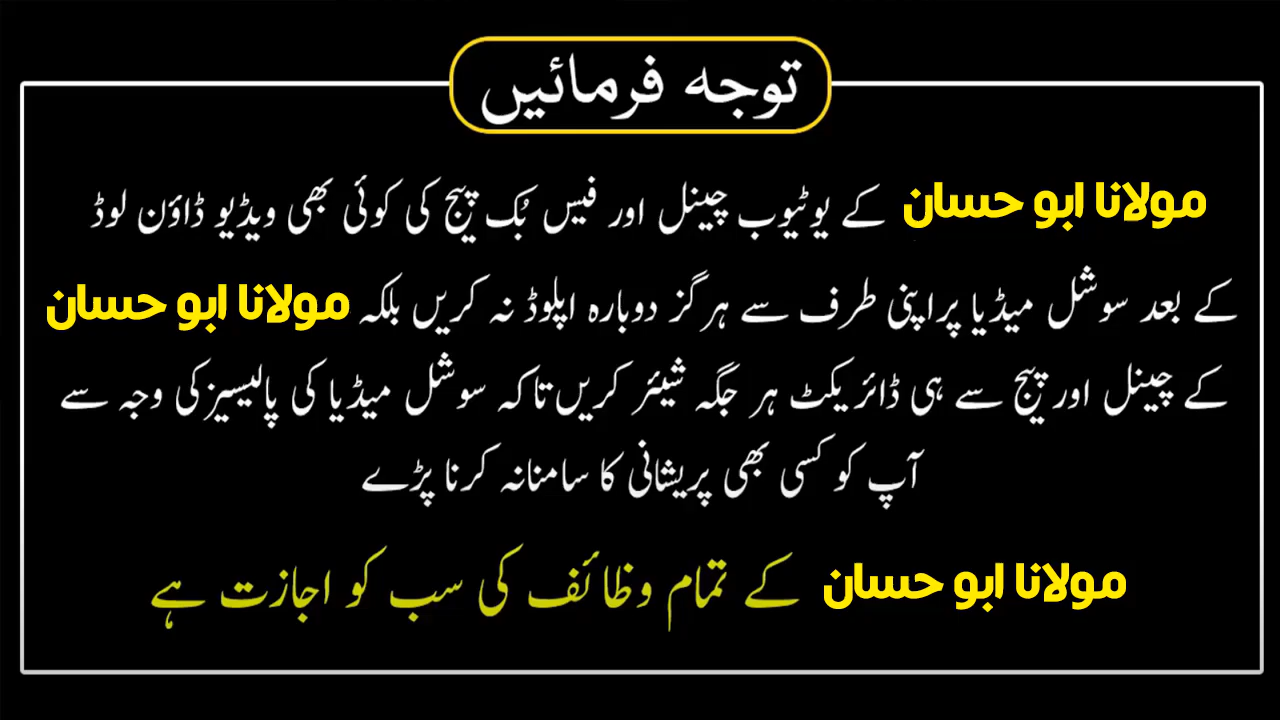 توجہ فرمائیں
مولانا ابو حسان کے یوٹیوب چینل اور فیس بُک پیج کی کوئی بھی ویڈیو ڈاؤن لوڈ
کے بعد سوشل میڈیا پر اپنی طرف سے ہرگز دوبارہ اپلوڈ نہ کریں بلکہ مولانا ابو حسان
کے چینل اور پیج سے ہی ڈائریکٹ ہر جگہ شیئر کریں تاکہ سوشل میڈیا کی پالیسیز کی وجہ سے
آپ کو کسی بھی پریشانی کا سامنا نہ کرنا پڑے
مولانا ابو حسان کے تمام وظائف کی سب کو اجازت ہے